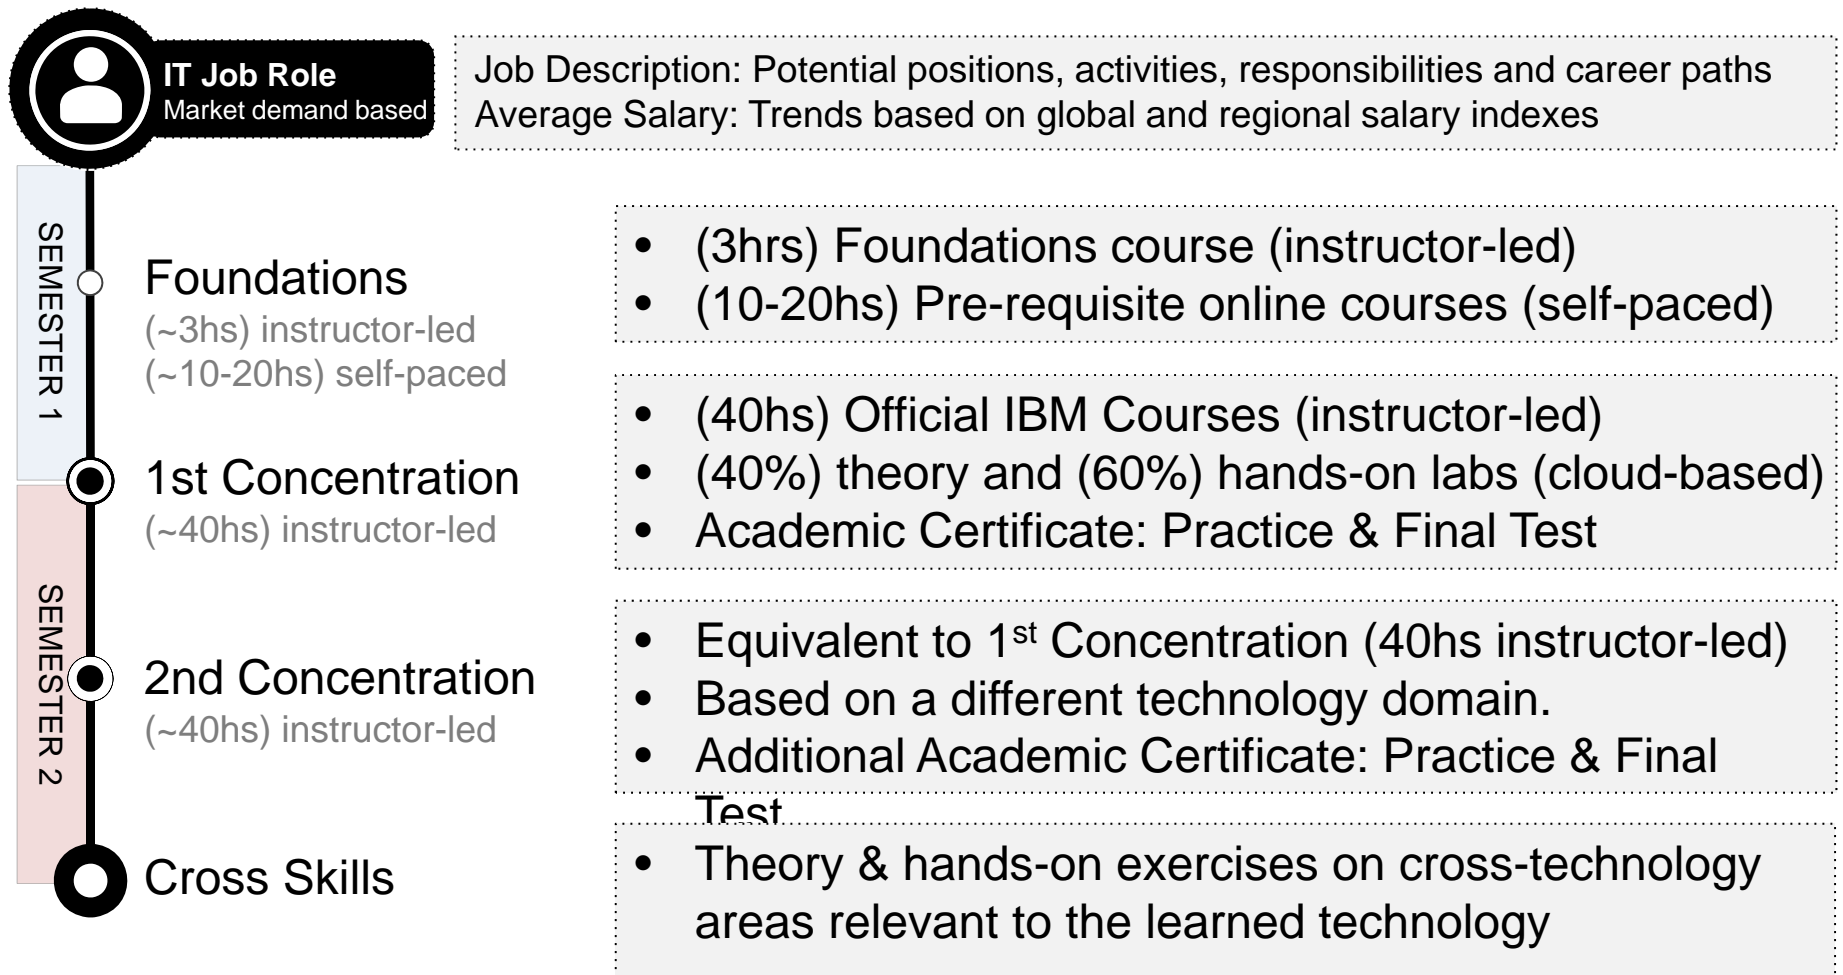 IT Job Role
Market demand based
Job Description: Potential positions, activities, responsibilities and career paths
Average Salary: Trends based on global and regional salary indexes
SEMESTER 1
Foundations
(~3hs) instructor-led
(~10-20hs) self-paced
• (3hrs) Foundations course (instructor-led)
• (10-20hs) Pre-requisite online courses (self-paced)
1st Concentration
(~40hs) instructor-led
• (40hs) Official IBM Courses (instructor-led)
• (40%) theory and (60%) hands-on labs (cloud-based)
• Academic Certificate: Practice & Final Test
SEMESTER 2
2nd Concentration
(~40hs) instructor-led
• Equivalent to 1st Concentration (40hs instructor-led)
• Based on a different technology domain.
• Additional Academic Certificate: Practice & Final
Test
Cross Skills
• Theory & hands-on exercises on cross-technology
areas relevant to the learned technology